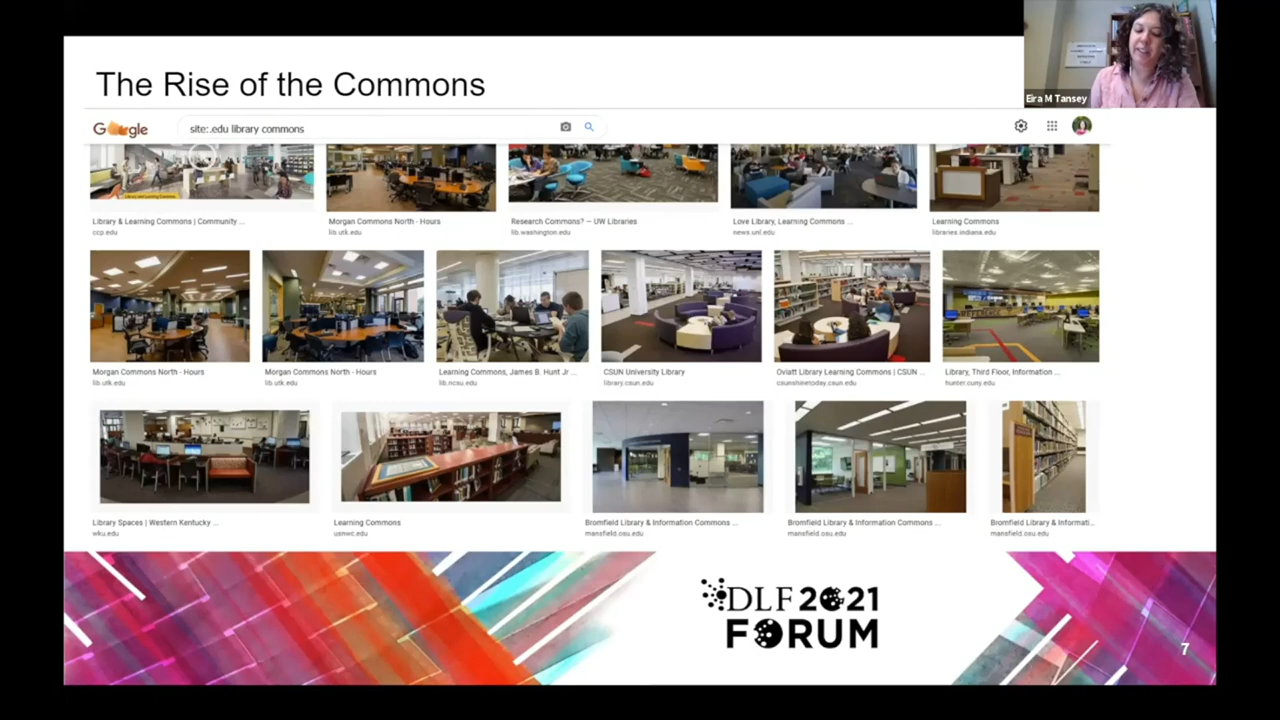 The Rise of the Commons
Eira M Tansey
Google
site:.edu library commons
Library & Learning Commons | Community ...
ccp.edu
Morgan Commons North - Hours
lib.utk.edu
Research Commons? — UW Libraries
lib.washington.edu
Love Library, Learning Commons ...
news.unl.edu
Learning Commons
libraries.indiana.edu
Morgan Commons North - Hours
lib.utk.edu
Morgan Commons North - Hours
lib.utk.edu
Learning Commons, James B. Hunt Jr ...
lib.ncsu.edu
CSUN University Library
library.csun.edu
Oviatt Library Learning Commons | CSUN ...
csunshinetoday.csun.edu
Library, Third Floor, Information ...
hunter.cuny.edu
Library Spaces | Western Kentucky ...
wku.edu
Learning Commons
usnwc.edu
Bromfield Library & Information Commons ...
mansfield.osu.edu
Bromfield Library & Information Commons ...
mansfield.osu.edu
Bromfield Library & Informati...
mansfield.osu.edu
DLF 2021
FORUM
7